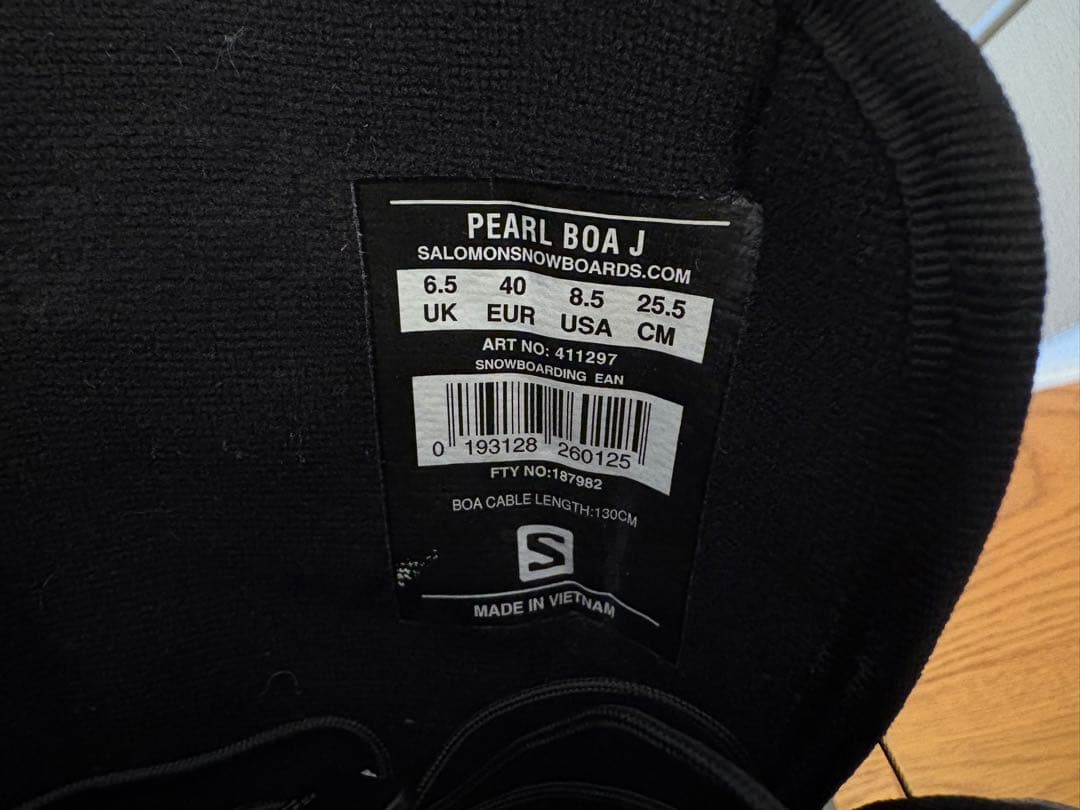 PEARL BOA J
SALOMONSNOWBOARDS.COM
6.5 40 8.5 25.5
UK EUR USA CM
ART NO: 411297
SNOWBOARDING EAN
0 193128 260125
FTY NO:187982
BOA CABLE LENGTH:130CM
S
MADE IN VIETNAM